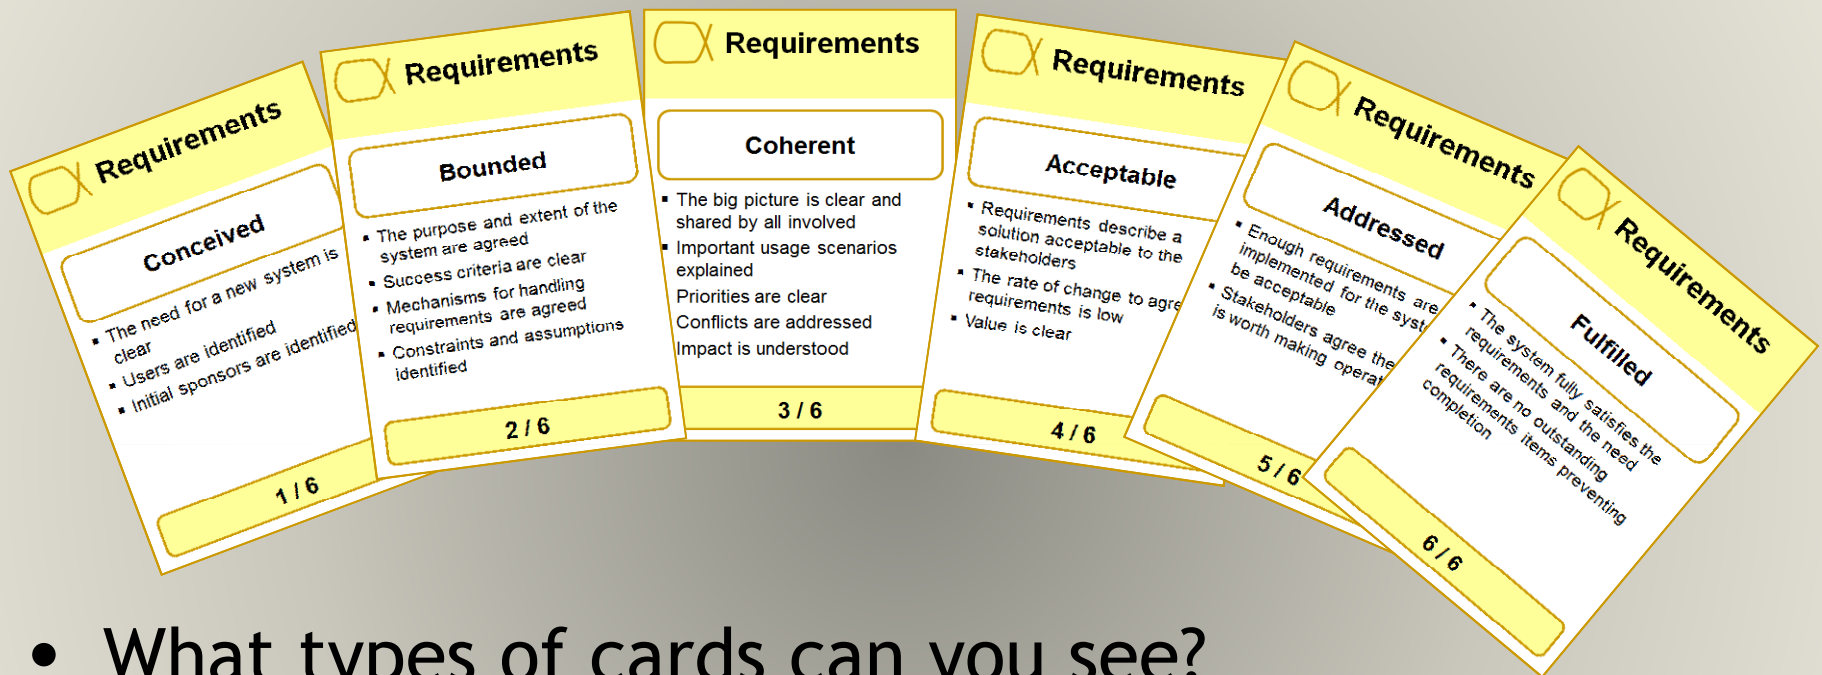 Requirements
Conceived
▪ The need for a new system is
clear
▪ Users are identified
▪ Initial sponsors are identified
1 / 6
Requirements
Bounded
▪ The purpose and extent of the
system are agreed
▪ Success criteria are clear
▪ Mechanisms for handling
requirements are agreed
▪ Constraints and assumptions
identified
2 / 6
Requirements
Coherent
▪ The big picture is clear and
shared by all involved
▪ Important usage scenarios
explained
Priorities are clear
Conflicts are addressed
Impact is understood
3 / 6
Requirements
Acceptable
▪ Requirements describe a
solution acceptable to the
stakeholders
▪ The rate of change to agre
requirements is low
▪ Value is clear
4 / 6
Requirements
Addressed
▪ Enough requirements are
implemented for the syst
be acceptable
▪ Stakeholders agree the
is worth making operat
5 / 6
Requirements
Fulfilled
▪ The system fully satisfies the
requirements and the need
▪ There are no outstanding
requirements items preventing
completion
6 / 6
• What types of cards can you see?